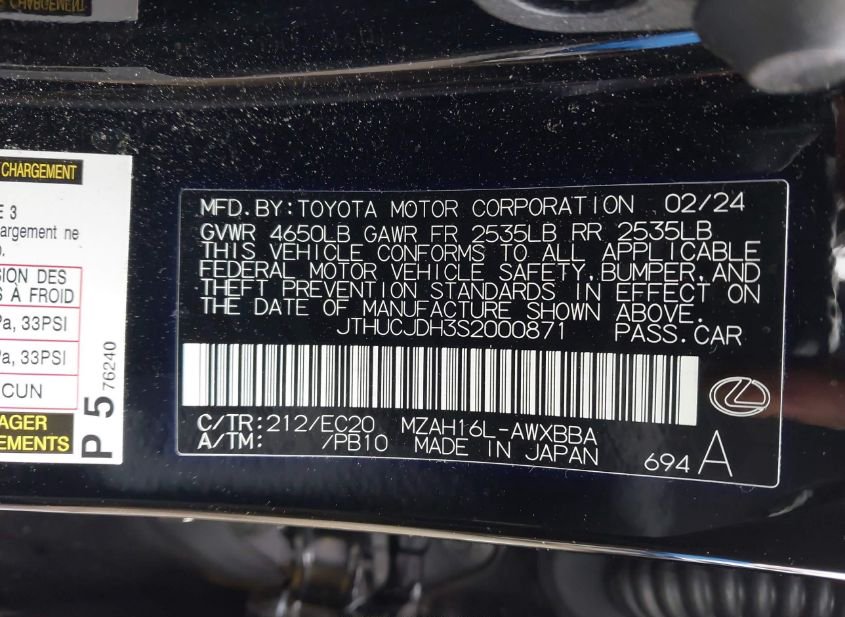 CHARGEMENT
E 3
argement ne
SION DES
S À FROID
Pa, 33PSI
Pa, 33PSI
CUN
AGER
EMENTS
P 5 76240
MFD. BY: TOYOTA MOTOR CORPORATION 02/24
GVWR 4650LB GAWR FR 2535LB RR 2535LB
THIS VEHICLE CONFORMS TO ALL APPLICABLE
FEDERAL MOTOR VEHICLE SAFETY, BUMPER, AND
THEFT PREVENTION STANDARDS IN EFFECT ON
THE DATE OF MANUFACTURE SHOWN ABOVE.
JTHUCJDH3S2000871 PASS. CAR
C/TR: 212/EC20 MZAH16L-AWXBBA
A/TM: /PB10 MADE IN JAPAN
694 A